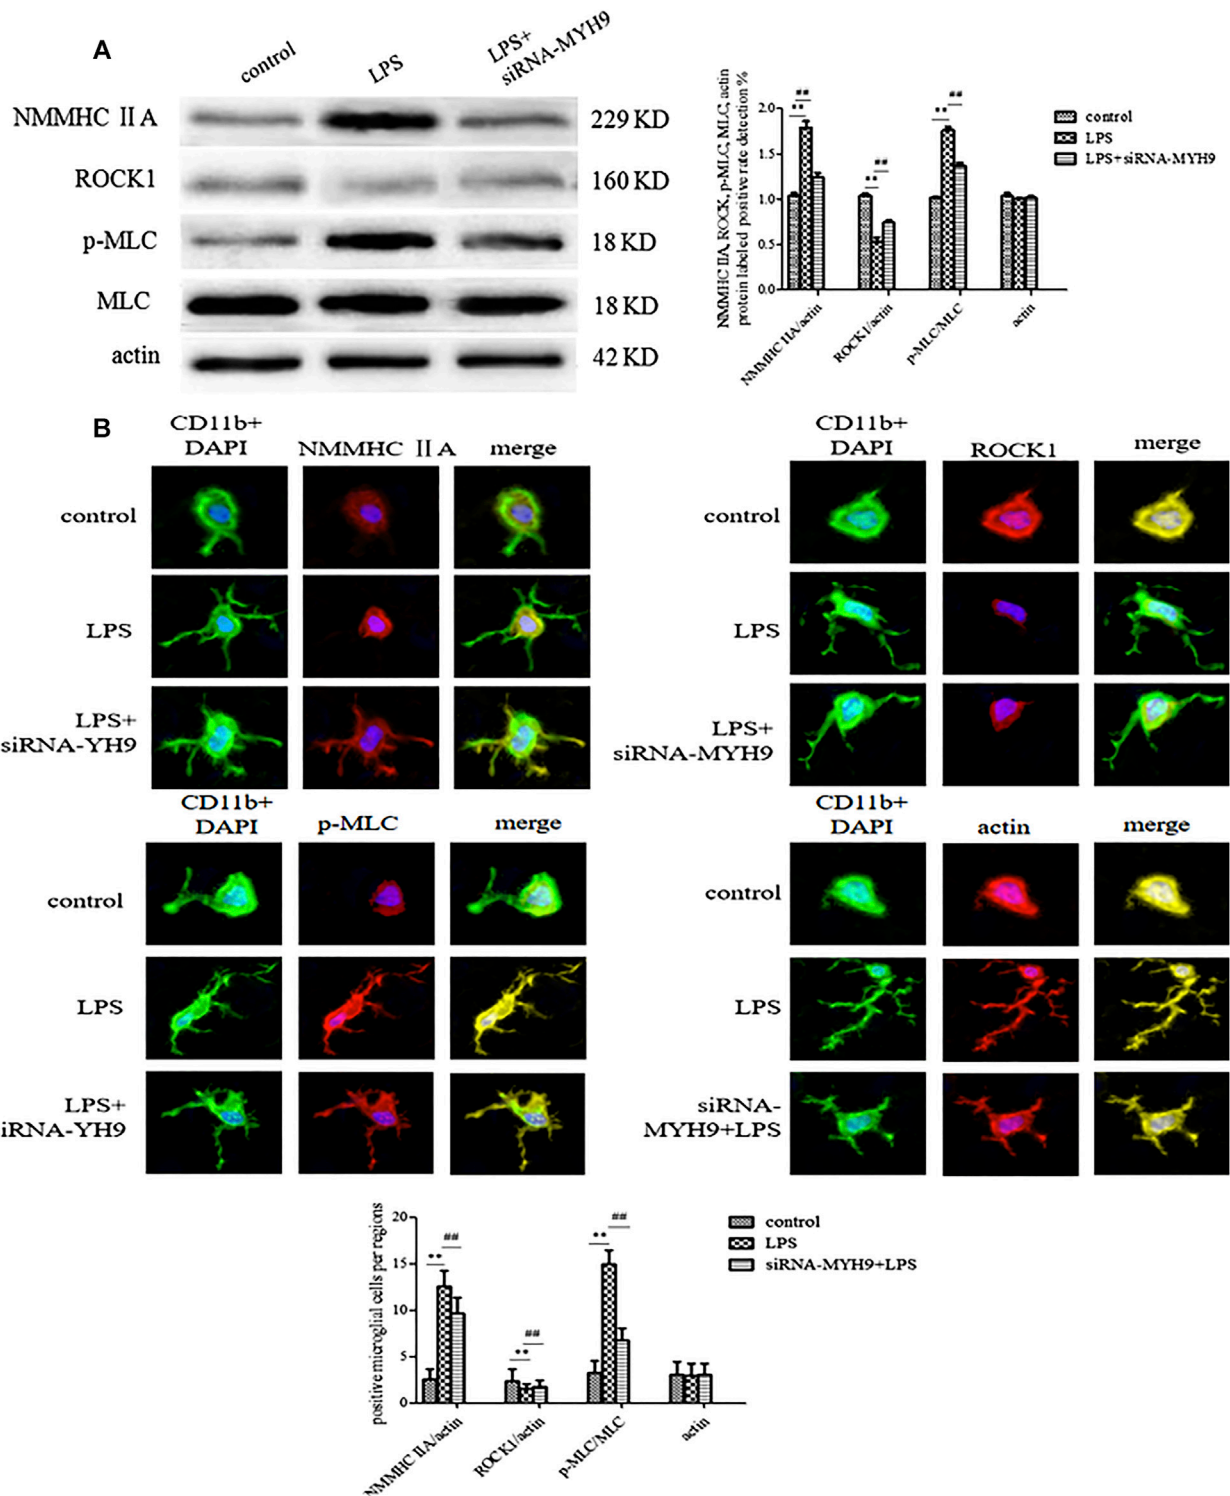 A
control
LPS
LPS+
siRNA-MYH9
NMMHC ⅡA
229 KD
ROCK1
160 KD
p-MLC
18 KD
MLC
18 KD
actin
42 KD
NMMHC IIA, ROCK, p-MLC, MLC, actin
protein labeled positive rate detection %
2.0
1.5
1.0
0.5
0.0
**
##
**
##
**
##
NMMHC IIA/actin
ROCK1/actin
p-MLC/MLC
actin
control
LPS
LPS+siRNA-MYH9
B
CD11b+
DAPI
NMMHC ⅡA
merge
control
LPS
LPS+
siRNA-YH9
CD11b+
DAPI
ROCK1
merge
control
LPS
LPS+
siRNA-MYH9
CD11b+
DAPI
p-MLC
merge
control
LPS
LPS+
iRNA-YH9
CD11b+
DAPI
actin
merge
control
LPS
siRNA-
MYH9+LPS
positive microglial cells per regions
20
15
10
5
0
**
##
**
##
**
##
NMMHC IIA/actin
ROCK1/actin
p-MLC/MLC
actin
control
LPS
siRNA-MYH9+LPS